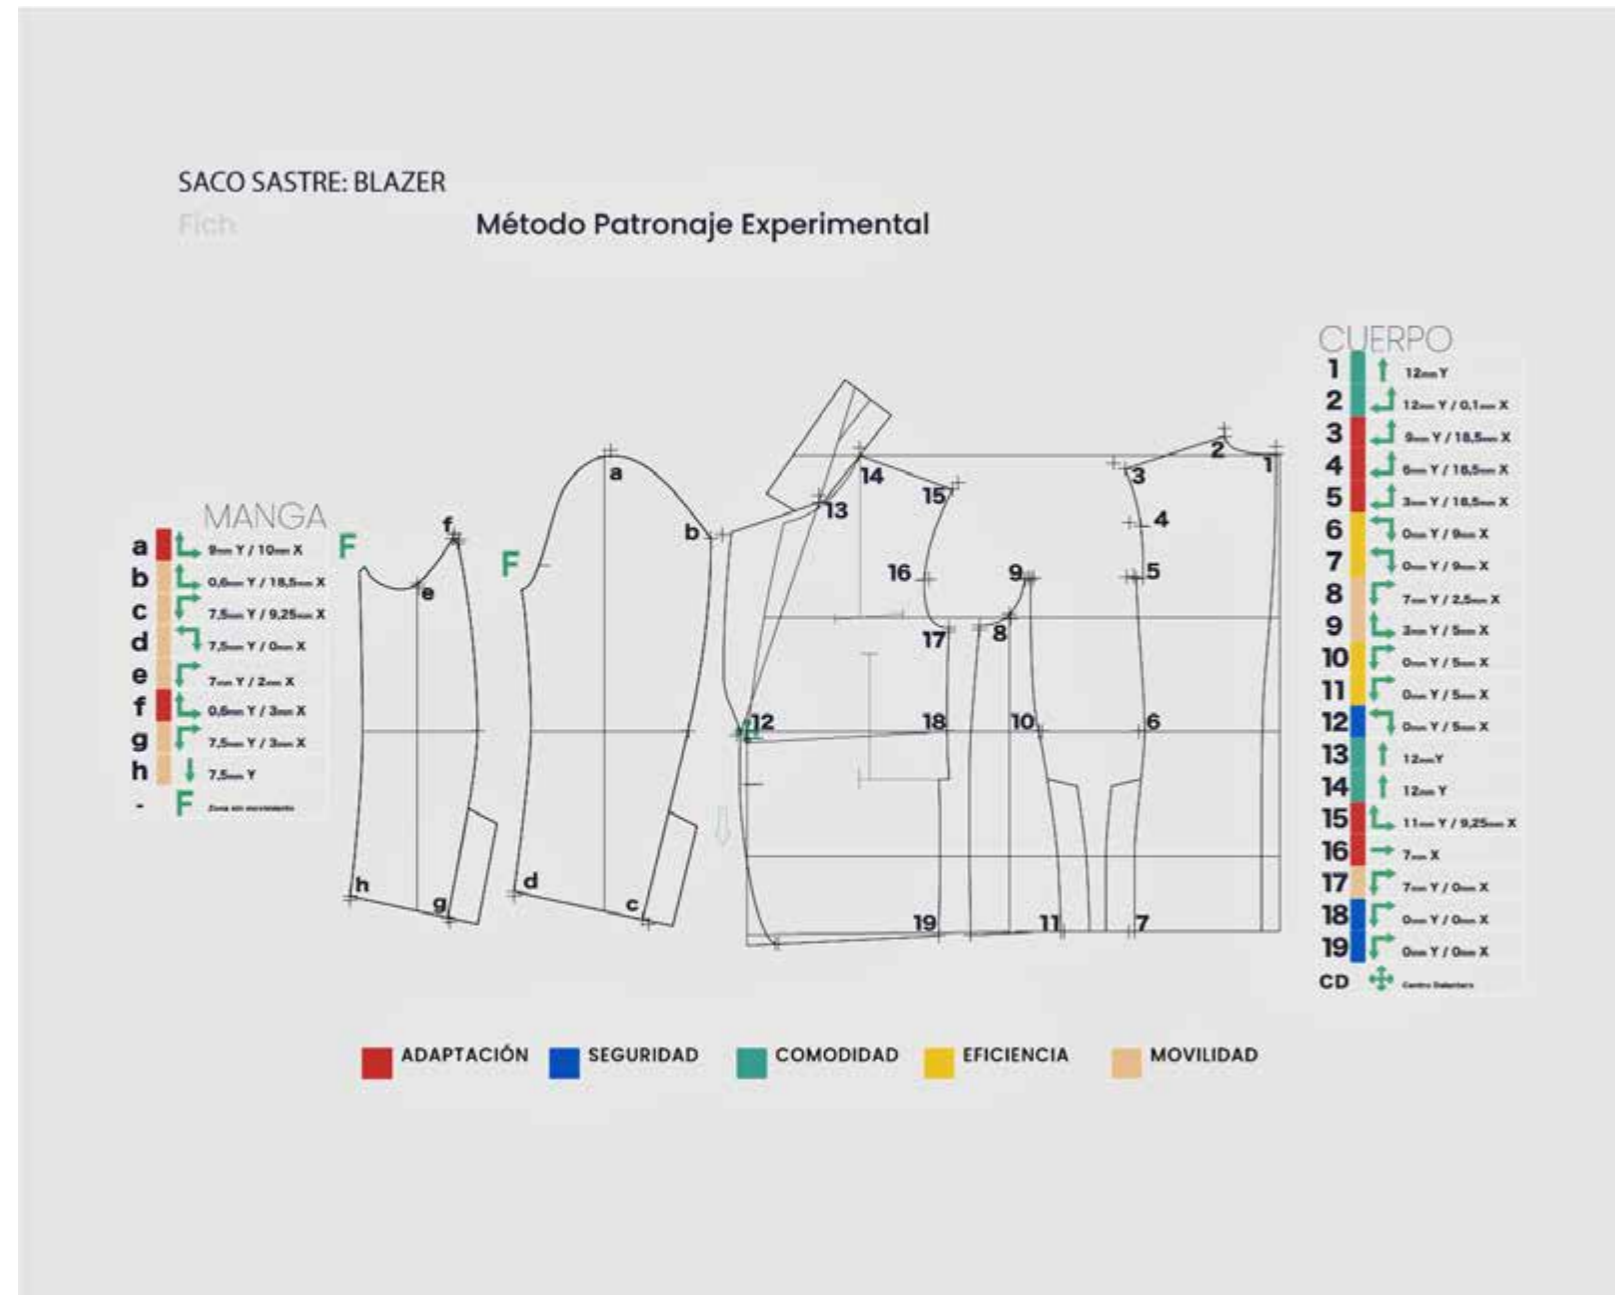 SACO SASTRE: BLAZER
Fich
Método Patronaje Experimental
MANGA
a 9mm Y / 10mm X
b 0,6mm Y / 18,5mm X
c 7,5mm Y / 9,25mm X
d 7,5mm Y / 0mm X
e 7mm Y / 2mm X
f 0,6mm Y / 3mm X
g 7,5mm Y / 3mm X
h 7,5mm Y
- F Zona sin movimiento
F
f
e
h
g
F
a
b
d
c
14
13
15
16
17
12
18
19
9
8
10
11
2
1
3
4
5
6
7
CUERPO
1 12mm Y
2 12mm Y / 0,1mm X
3 9mm Y / 18,5mm X
4 6mm Y / 18,5mm X
5 3mm Y / 18,5mm X
6 0mm Y / 9mm X
7 0mm Y / 9mm X
8 7mm Y / 2,5mm X
9 3mm Y / 5mm X
10 0mm Y / 5mm X
11 0mm Y / 5mm X
12 0mm Y / 5mm X
13 12mm Y
14 12mm Y
15 11mm Y / 9,25mm X
16 7mm X
17 7mm Y / 0mm X
18 0mm Y / 0mm X
19 0mm Y / 0mm X
CD Centro Delantero
ADAPTACIÓN SEGURIDAD COMODIDAD EFICIENCIA MOVILIDAD